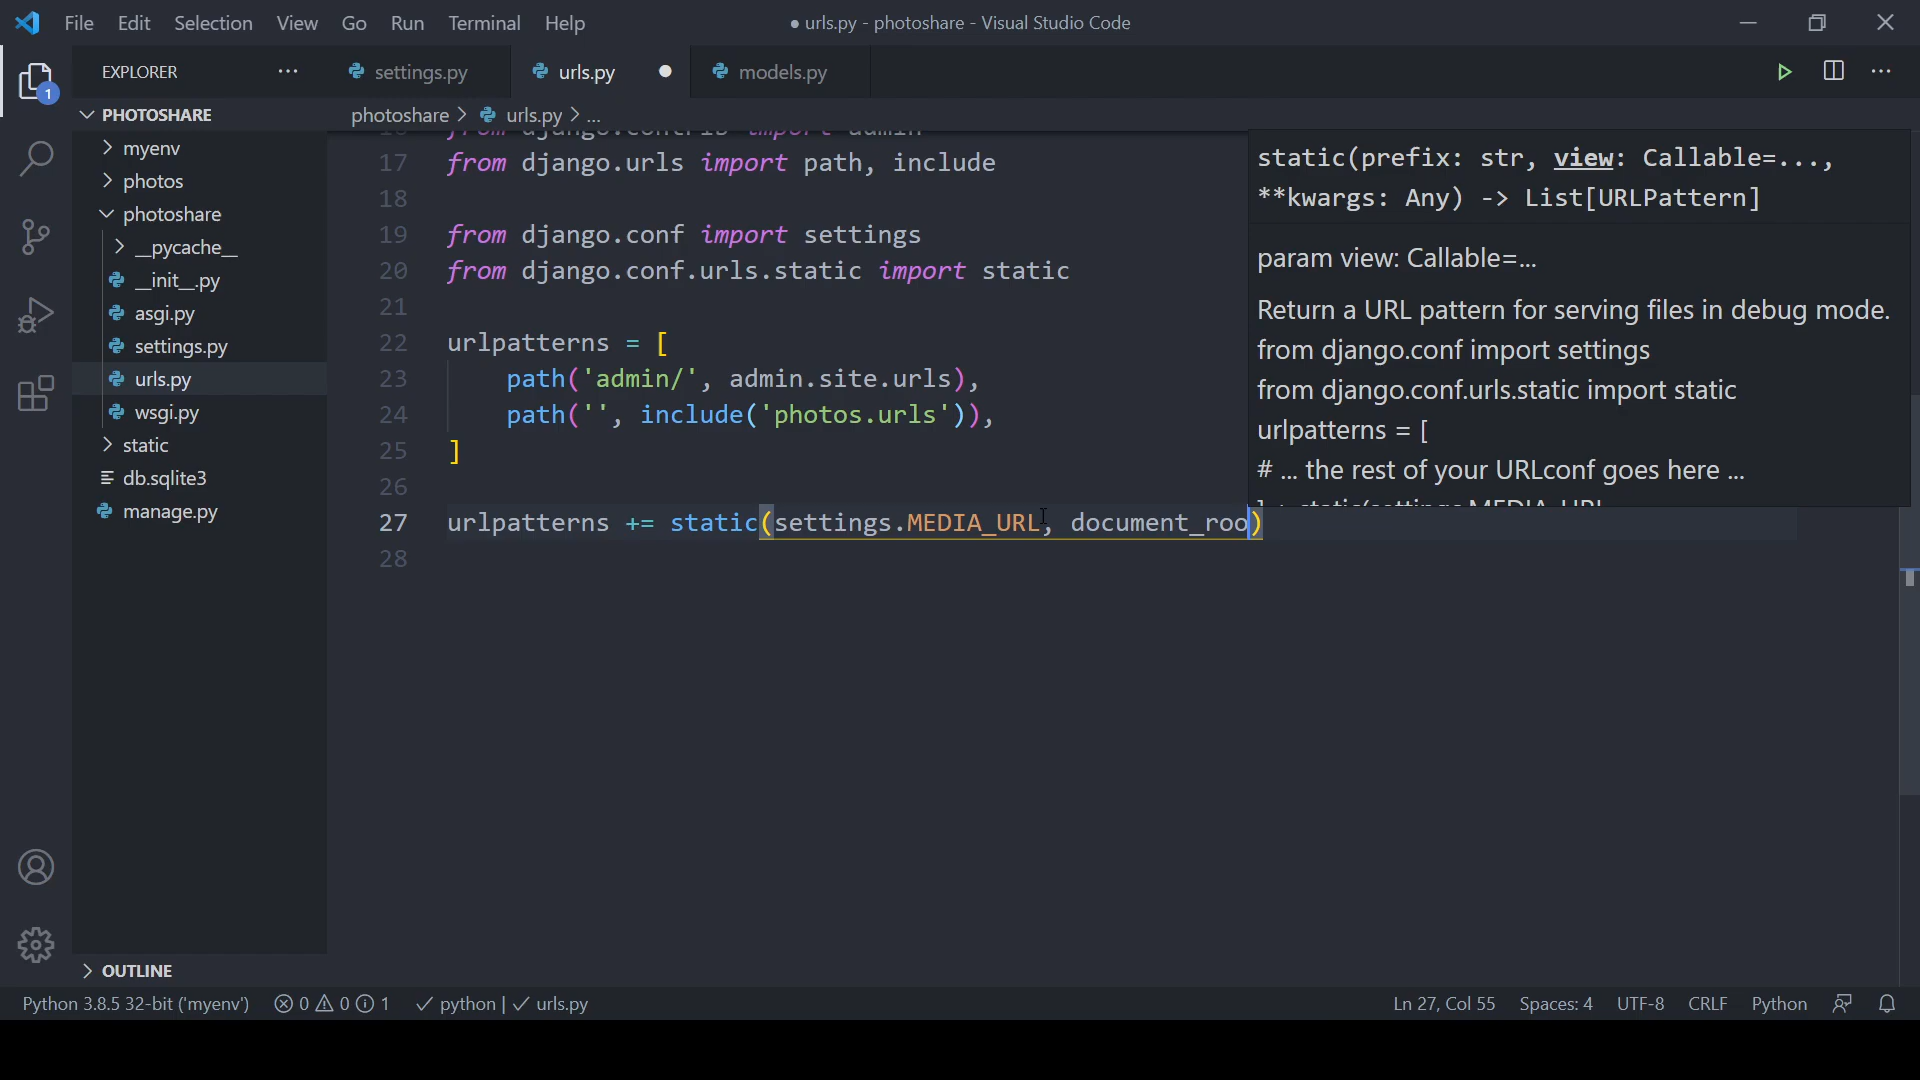 File Edit Selection View Go Run Terminal Help
● urls.py - photoshare - Visual Studio Code
EXPLORER ...
settings.py
urls.py
models.py
1
PHOTOSHARE
myenv
photos
photoshare
__pycache__
__init__.py
asgi.py
settings.py
urls.py
wsgi.py
static
db.sqlite3
manage.py
OUTLINE
photoshare > urls.py > ...
17 from django.urls import path, include
18
19 from django.conf import settings
20 from django.conf.urls.static import static
21
22 urlpatterns = [
23 path('admin/', admin.site.urls),
24 path('', include('photos.urls')),
25 ]
26
27 urlpatterns += static(settings.MEDIA_URL, document_roo)
28
static(prefix: str, view: Callable=...,
**kwargs: Any) -> List[URLPattern]
param view: Callable=...
Return a URL pattern for serving files in debug mode.
from django.conf import settings
from django.conf.urls.static import static
urlpatterns = [
# ... the rest of your URLconf goes here ...
Python 3.8.5 32-bit ('myenv') 0 0 1 python | urls.py
Ln 27, Col 55 Spaces: 4 UTF-8 CRLF Python